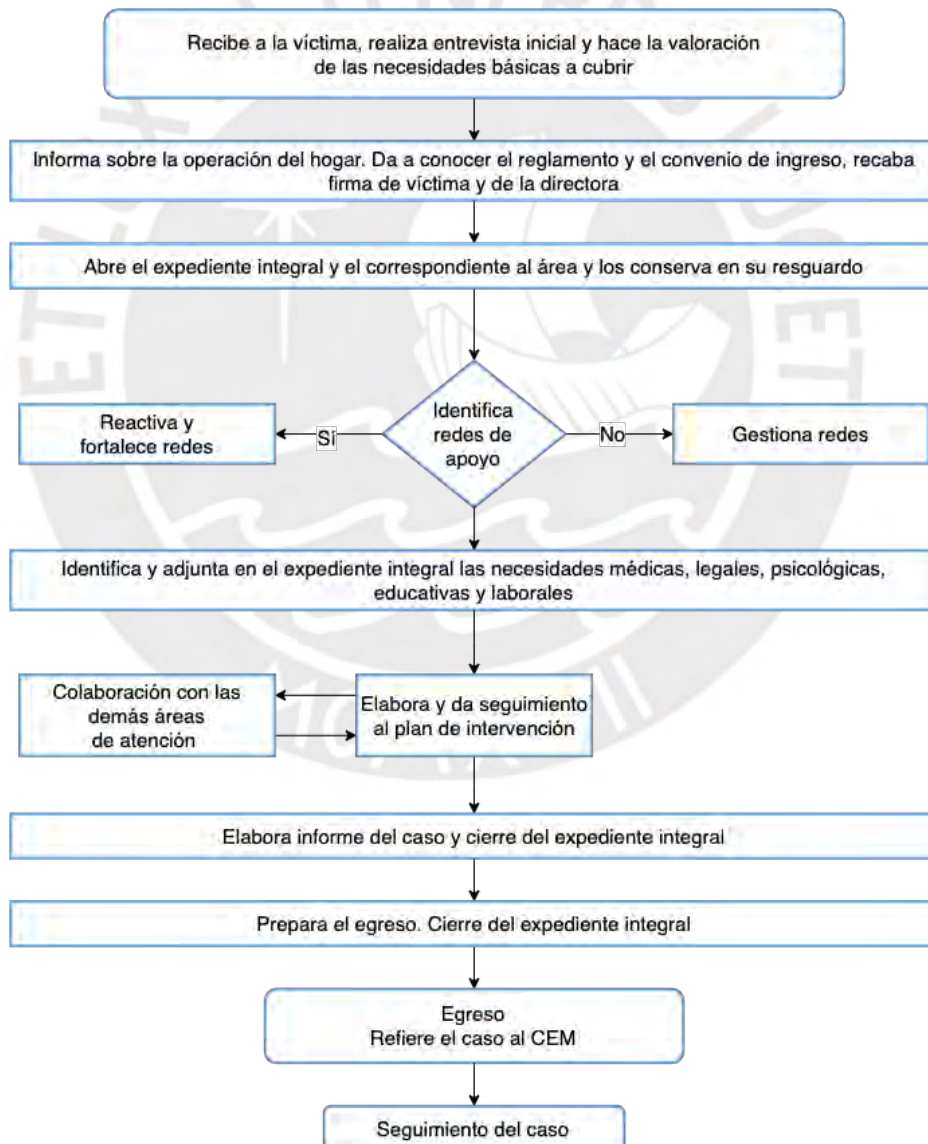 Recibe a la víctima, realiza entrevista inicial y hace la valoración
de las necesidades básicas a cubrir
Informa sobre la operación del hogar. Da a conocer el reglamento y el convenio de ingreso, recaba
firma de víctima y de la directora
Abre el expediente integral y el correspondiente al área y los conserva en su resguardo
Identifica
redes de
apoyo
Sí
No
Reactiva y
fortalece redes
Gestiona redes
Identifica y adjunta en el expediente integral las necesidades médicas, legales, psicológicas,
educativas y laborales
Colaboración con las
demás áreas
de atención
Elabora y da seguimiento
al plan de intervención
Elabora informe del caso y cierre del expediente integral
Prepara el egreso. Cierre del expediente integral
Egreso
Refiere el caso al CEM
Seguimiento del caso